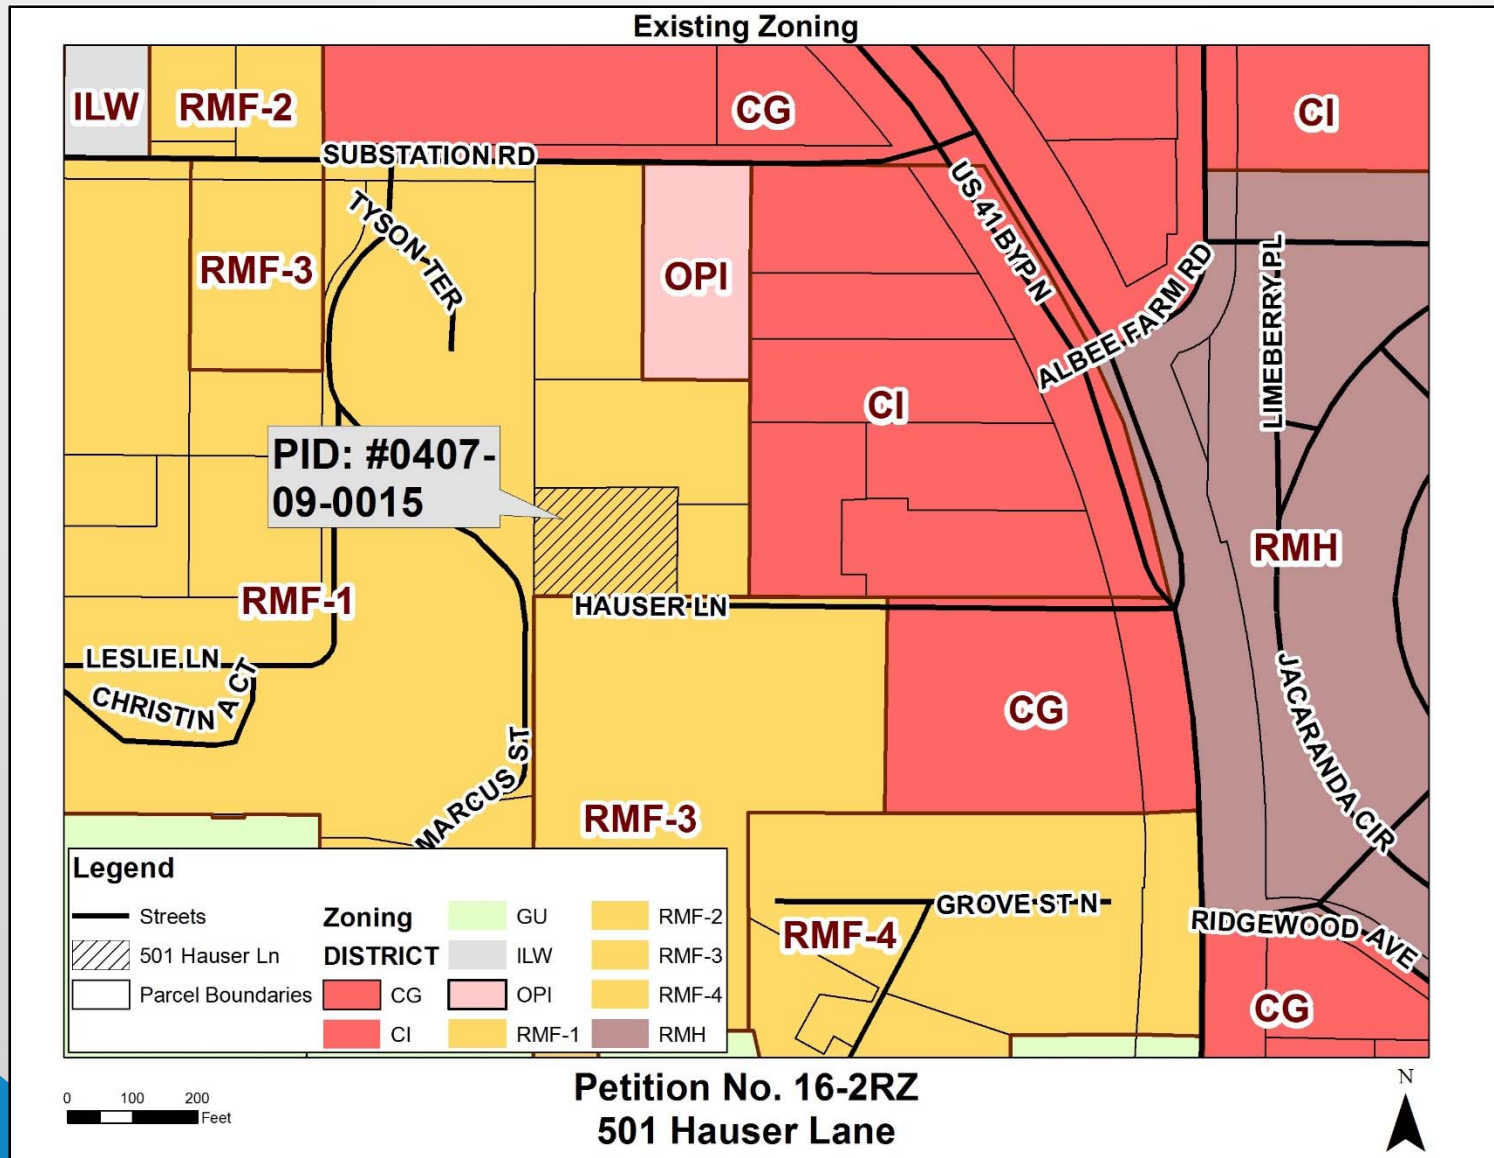 Existing Zoning
ILW
RMF-2
CG
CI
SUBSTATION RD
TYSON TER
RMF-3
OPI
US 41 BYP N
ALBEE FARM RD
LIMEBERRY PL
CI
PID: #0407-
09-0015
RMH
RMF-1
HAUSER LN
LESLIE LN
CHRISTIN A CT
CG
JACARANDA CIR
MARCUS ST
RMF-3
GROVE ST N
RMF-4
RIDGEWOOD AVE
CG
Legend
Streets
501 Hauser Ln
Parcel Boundaries
Zoning
DISTRICT
CG
CI
GU
ILW
OPI
RMF-1
RMF-2
RMF-3
RMF-4
RMH
0 100 200
Feet
Petition No. 16-2RZ
501 Hauser Lane
N